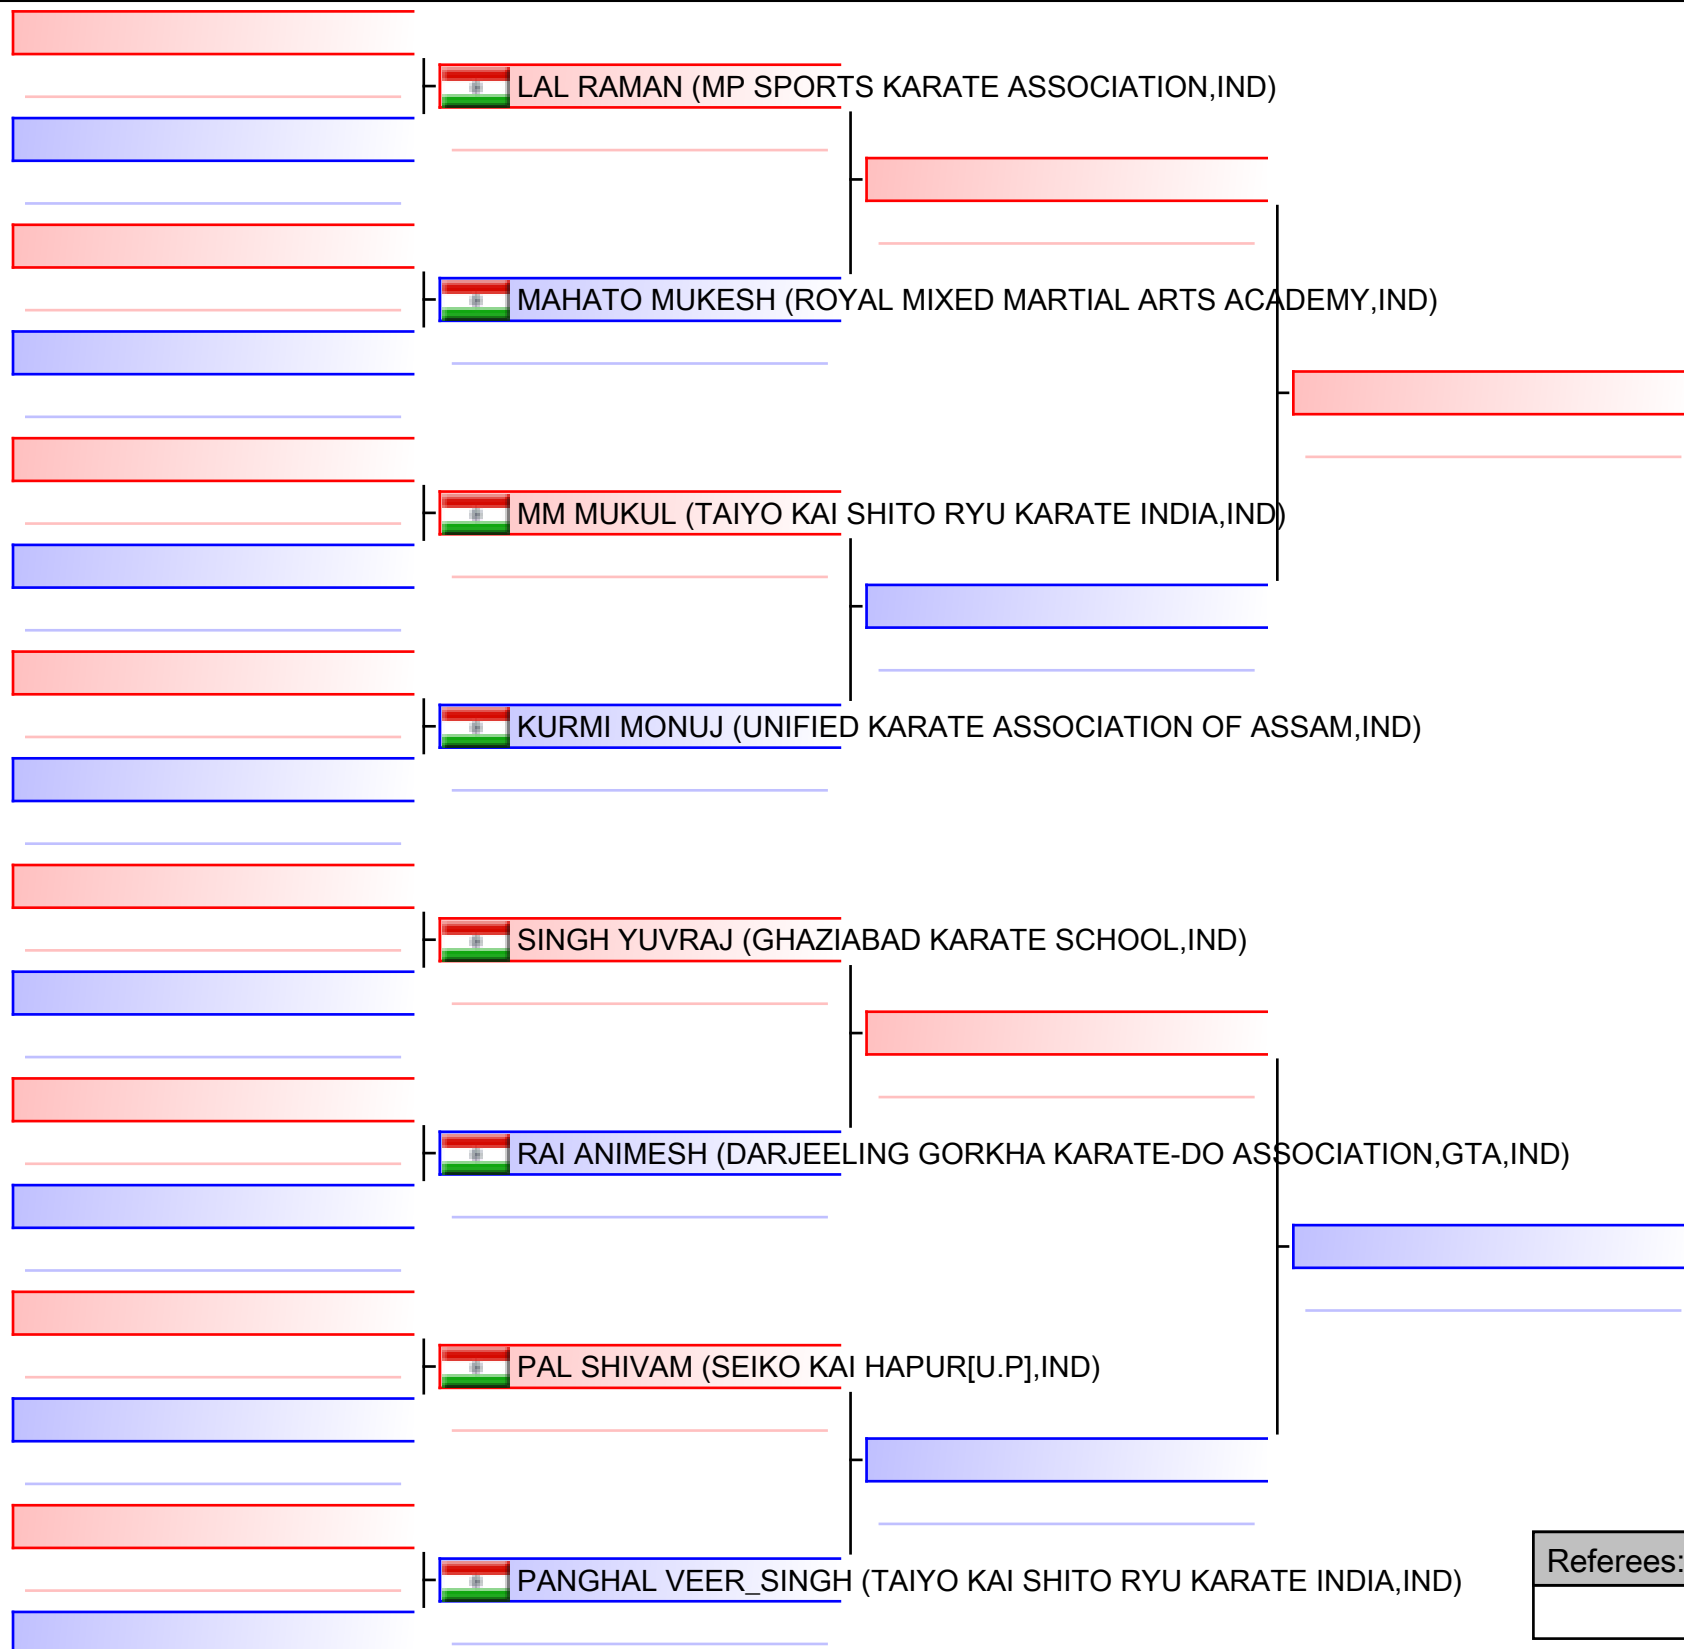 LAL RAMAN (MP SPORTS KARATE ASSOCIATION,IND)
MAHATO MUKESH (ROYAL MIXED MARTIAL ARTS ACADEMY,IND)
MM MUKUL (TAIYO KAI SHITO RYU KARATE INDIA,IND)
KURMI MONUJ (UNIFIED KARATE ASSOCIATION OF ASSAM,IND)
SINGH YUVRAJ (GHAZIABAD KARATE SCHOOL,IND)
RAI ANIMESH (DARJEELING GORKHA KARATE-DO ASSOCIATION,GTA,IND)
PAL SHIVAM (SEIKO KAI HAPUR[U.P],IND)
Referees:
PANGHAL VEER_SINGH (TAIYO KAI SHITO RYU KARATE INDIA,IND)